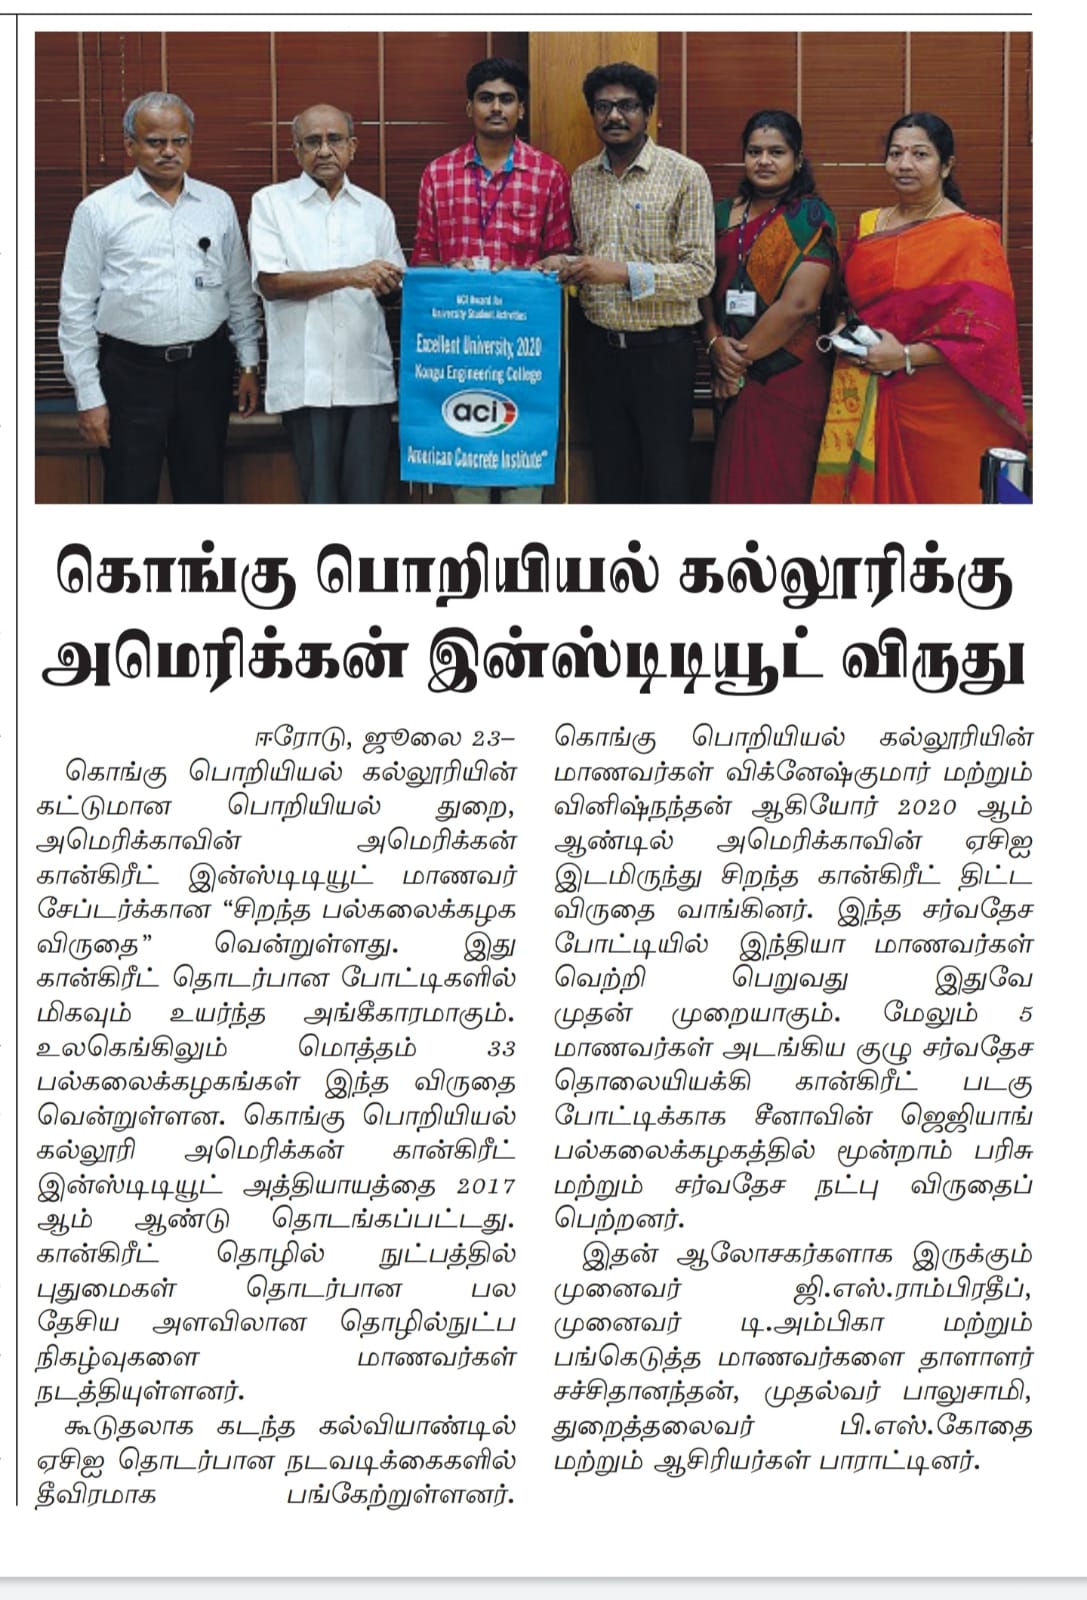 ACI Award for
University Student Activities
Excellent University, 2020
Kongu Engineering College
aci
American Concrete Institute®
கொங்கு பொறியியல் கல்லூரிக்கு
அமெரிக்கன் இன்ஸ்டிடியூட் விருது
ஈரோடு, ஜூலை 23–
கொங்கு பொறியியல் கல்லூரியின்
கட்டுமான பொறியியல் துறை,
அமெரிக்காவின் அமெரிக்கன்
கான்கிரீட் இன்ஸ்டிடியூட் மாணவர்
சேப்டர்க்கான “சிறந்த பல்கலைக்கழக
விருதை” வென்றுள்ளது. இது
கான்கிரீட் தொடர்பான போட்டிகளில்
மிகவும் உயர்ந்த அங்கீகாரமாகும்.
உலகெங்கிலும் மொத்தம் 33
பல்கலைக்கழகங்கள் இந்த விருதை
வென்றுள்ளன. கொங்கு பொறியியல்
கல்லூரி அமெரிக்கன் கான்கிரீட்
இன்ஸ்டிடியூட் அத்தியாயத்தை 2017
ஆம் ஆண்டு தொடங்கப்பட்டது.
கான்கிரீட் தொழில் நுட்பத்தில்
புதுமைகள் தொடர்பான பல
தேசிய அளவிலான தொழில்நுட்ப
நிகழ்வுகளை மாணவர்கள்
நடத்தியுள்ளனர்.
கூடுதலாக கடந்த கல்வியாண்டில்
ஏசிஐ தொடர்பான நடவடிக்கைகளில்
தீவிரமாக பங்கேற்றுள்ளனர்.
கொங்கு பொறியியல் கல்லூரியின்
மாணவர்கள் விக்னேஷ்குமார் மற்றும்
வினிஷ்நந்தன் ஆகியோர் 2020 ஆம்
ஆண்டில் அமெரிக்காவின் ஏசிஐ
இடமிருந்து சிறந்த கான்கிரீட் திட்ட
விருதை வாங்கினர். இந்த சர்வதேச
போட்டியில் இந்தியா மாணவர்கள்
வெற்றி பெறுவது இதுவே
முதன் முறையாகும். மேலும் 5
மாணவர்கள் அடங்கிய குழு சர்வதேச
தொலையியக்கி கான்கிரீட் படகு
போட்டிக்காக சீனாவின் ஜெஜியாங்
பல்கலைக்கழகத்தில் மூன்றாம் பரிசு
மற்றும் சர்வதேச நட்பு விருதைப்
பெற்றனர்.
இதன் ஆலோசகர்களாக இருக்கும்
முனைவர் ஜி.எஸ்.ராம்பிரதீப்,
முனைவர் டி.அம்பிகா மற்றும்
பங்கெடுத்த மாணவர்களை தாளாளர்
சச்சிதானந்தன், முதல்வர் பாலுசாமி,
துறைத்தலைவர் பி.எஸ்.கோதை
மற்றும் ஆசிரியர்கள் பாராட்டினர்.